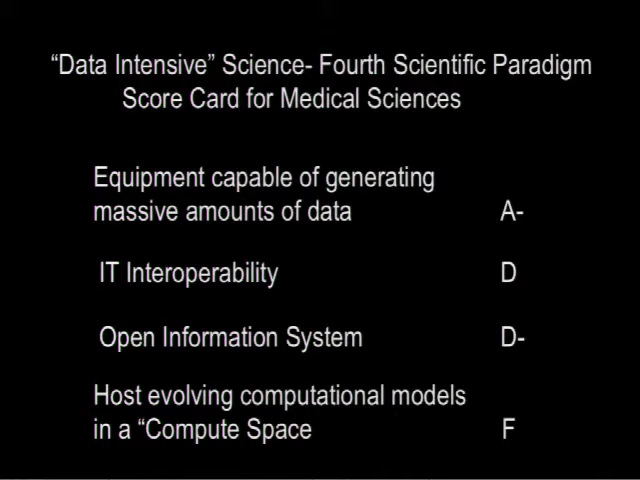 “Data Intensive” Science- Fourth Scientific Paradigm
Score Card for Medical Sciences
Equipment capable of generating
massive amounts of data A-
IT Interoperability D
Open Information System D-
Host evolving computational models
in a “Compute Space F